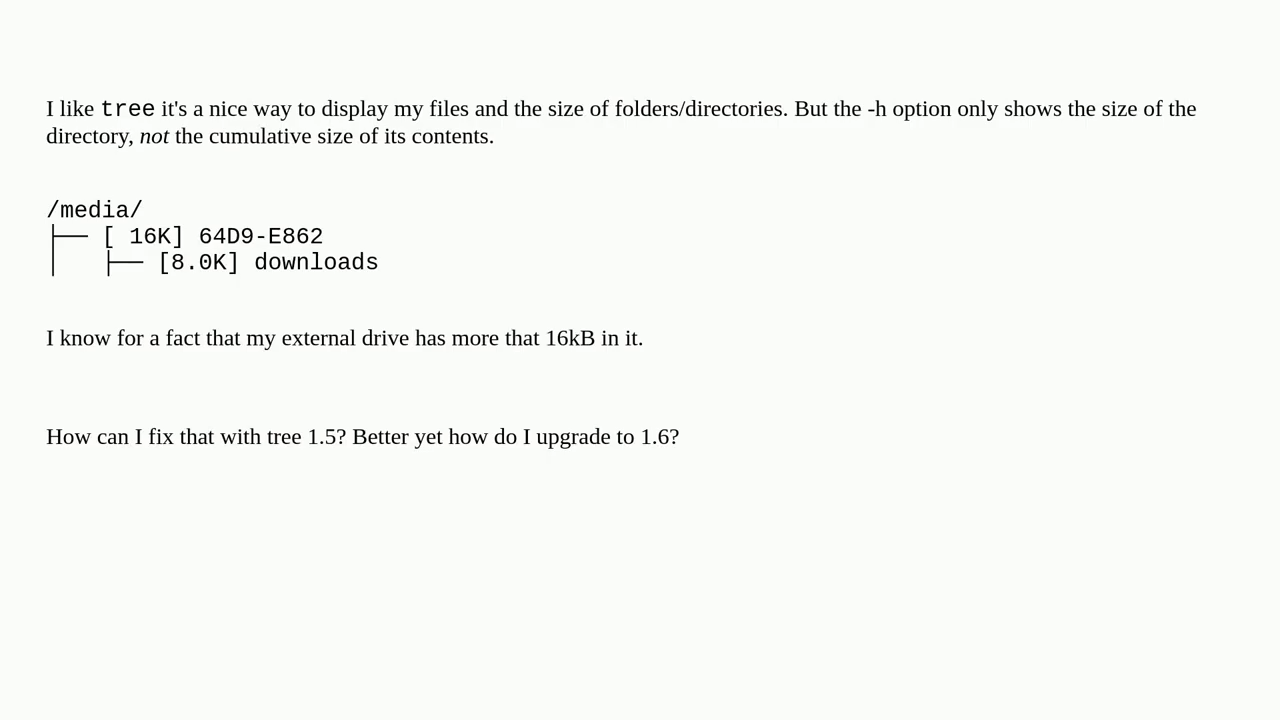 I like tree it's a nice way to display my files and the size of folders/directories. But the -h option only shows the size of the
directory, not the cumulative size of its contents.
/media/
├── [ 16K] 64D9-E862
│   ├── [8.0K] downloads
I know for a fact that my external drive has more that 16kB in it.
How can I fix that with tree 1.5? Better yet how do I upgrade to 1.6?